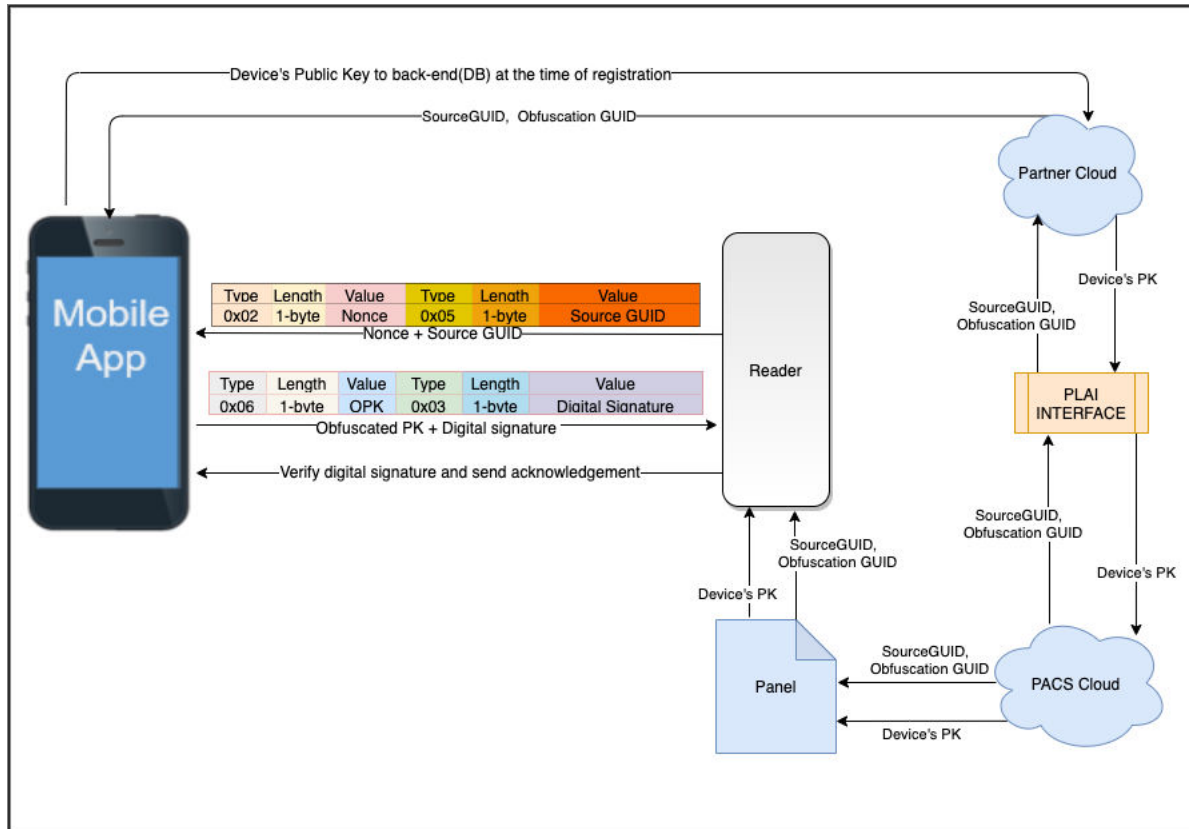 Device's Public Key to back-end(DB) at the time of registration
SourceGUID, Obfuscation GUID
Partner Cloud
Mobile
App
Type Length Value Type Length Value
0x02 1-byte Nonce 0x05 1-byte Source GUID
Nonce + Source GUID
Type Length Value Type Length Value
0x06 1-byte OPK 0x03 1-byte Digital Signature
Obfuscated PK + Digital signature
Verify digital signature and send acknowledgement
Reader
Device's PK
SourceGUID,
Obfuscation GUID
PLAI
INTERFACE
SourceGUID,
Obfuscation GUID
Device's PK
SourceGUID,
Obfuscation GUID
Device's PK
Panel
SourceGUID,
Obfuscation GUID
Device's PK
PACS Cloud